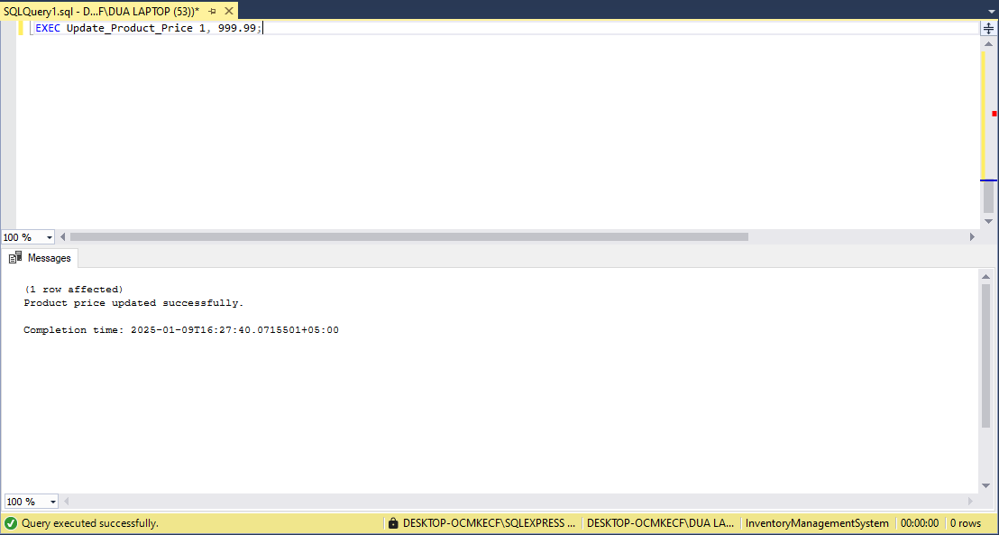 SQLQuery1.sql - D...F\DUA LAPTOP (53))*
EXEC Update_Product_Price 1, 999.99;
100 %
Messages
(1 row affected)
Product price updated successfully.
Completion time: 2025-01-09T16:27:40.0715501+05:00
100 %
Query executed successfully.
DESKTOP-OCMKECF\SQLEXPRESS ...
DESKTOP-OCMKECF\DUA LA...
InventoryManagementSystem
00:00:00
0 rows